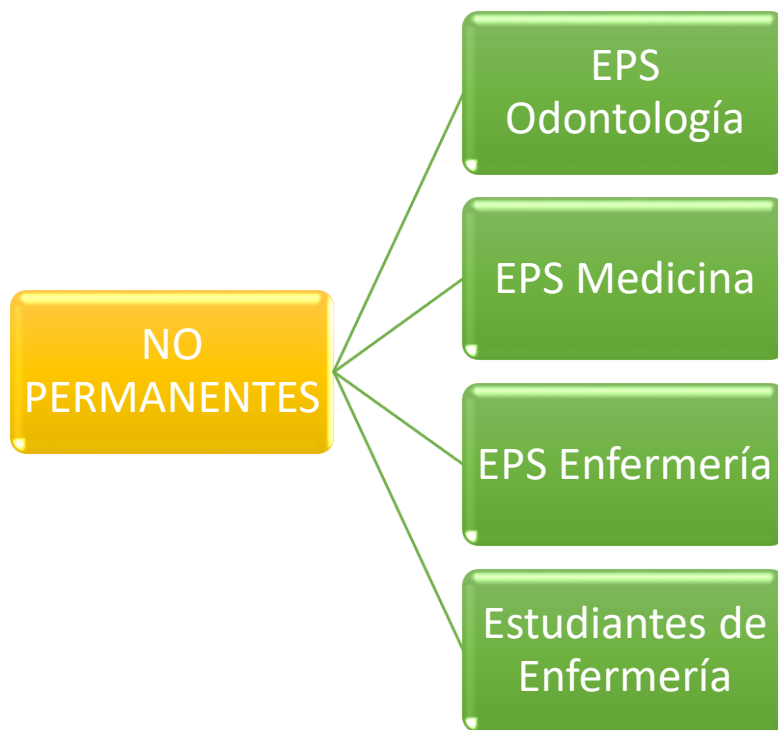 NO
PERMANENTES
EPS
Odontología
EPS Medicina
EPS Enfermería
Estudiantes de
Enfermería